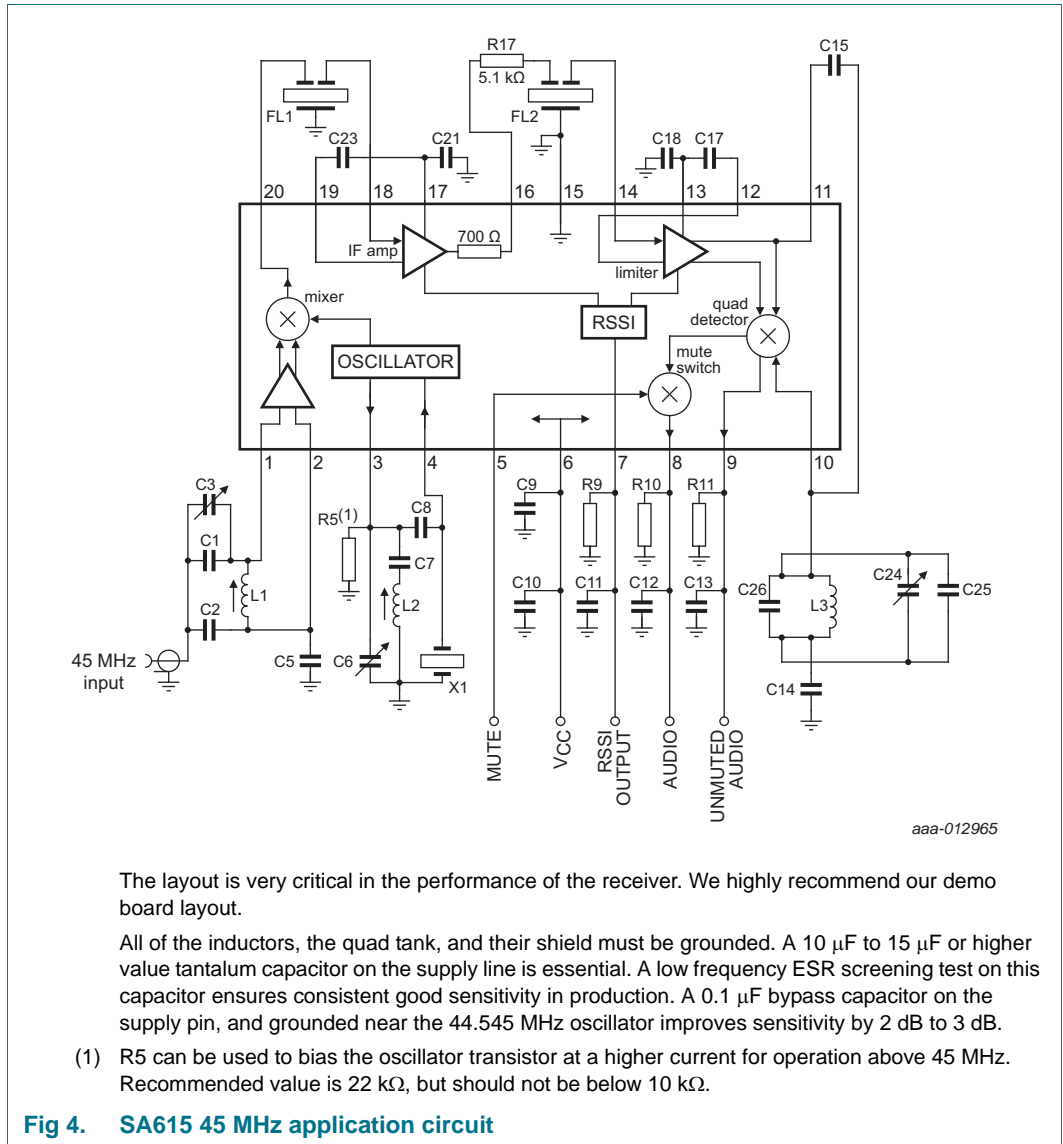 R17
C15
5.1 kΩ
FL1
FL2
C23
C21
C18
C17
20
19
18
17
16
15
14
13
12
11
IF amp
700 Ω
limiter
mixer
RSSI
quad
detector
OSCILLATOR
mute
switch
1
2
3
4
5
6
7
8
9
10
C3
C1
L1
C2
45 MHz
input
C5
R5(1)
C8
C7
L2
C6
X1
C9
R9
R10
R11
C10
C11
C12
C13
C26
L3
C24
C25
C14
MUTE
VCC
RSSI
OUTPUT
AUDIO
UNMUTED
AUDIO
aaa-012965
The layout is very critical in the performance of the receiver. We highly recommend our demo
board layout.
All of the inductors, the quad tank, and their shield must be grounded. A 10 μF to 15 μF or higher
value tantalum capacitor on the supply line is essential. A low frequency ESR screening test on this
capacitor ensures consistent good sensitivity in production. A 0.1 μF bypass capacitor on the
supply pin, and grounded near the 44.545 MHz oscillator improves sensitivity by 2 dB to 3 dB.
(1) R5 can be used to bias the oscillator transistor at a higher current for operation above 45 MHz.
Recommended value is 22 kΩ, but should not be below 10 kΩ.
Fig 4. SA615 45 MHz application circuit